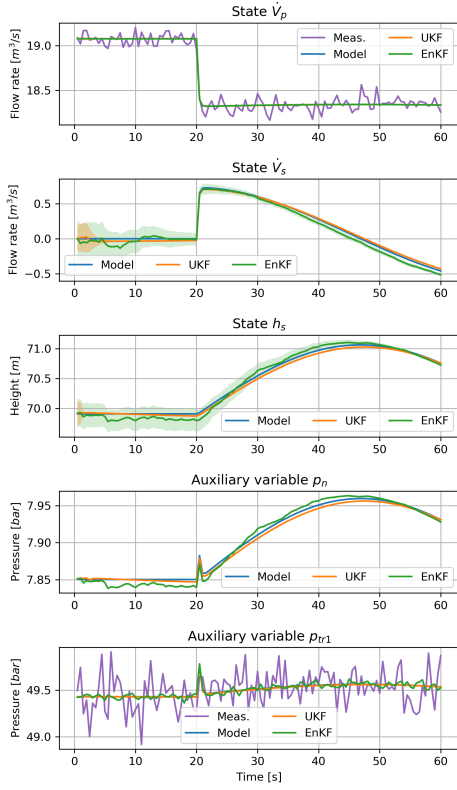 State V̇ₚ
Flow rate [m³/s]
19.0
18.5
Meas.
Model
UKF
EnKF
0 10 20 30 40 50 60
State V̇ₛ
Flow rate [m³/s]
0.5
0.0
−0.5
Model UKF EnKF
0 10 20 30 40 50 60
State hₛ
Height [m]
71.0
70.5
70.0
Model UKF EnKF
0 10 20 30 40 50 60
Auxiliary variable pₙ
Pressure [bar]
7.95
7.90
7.85
Model UKF EnKF
0 10 20 30 40 50 60
Auxiliary variable pₜᵣ₁
Pressure [bar]
49.5
49.0
Meas.
Model
UKF
EnKF
0 10 20 30 40 50 60
Time [s]